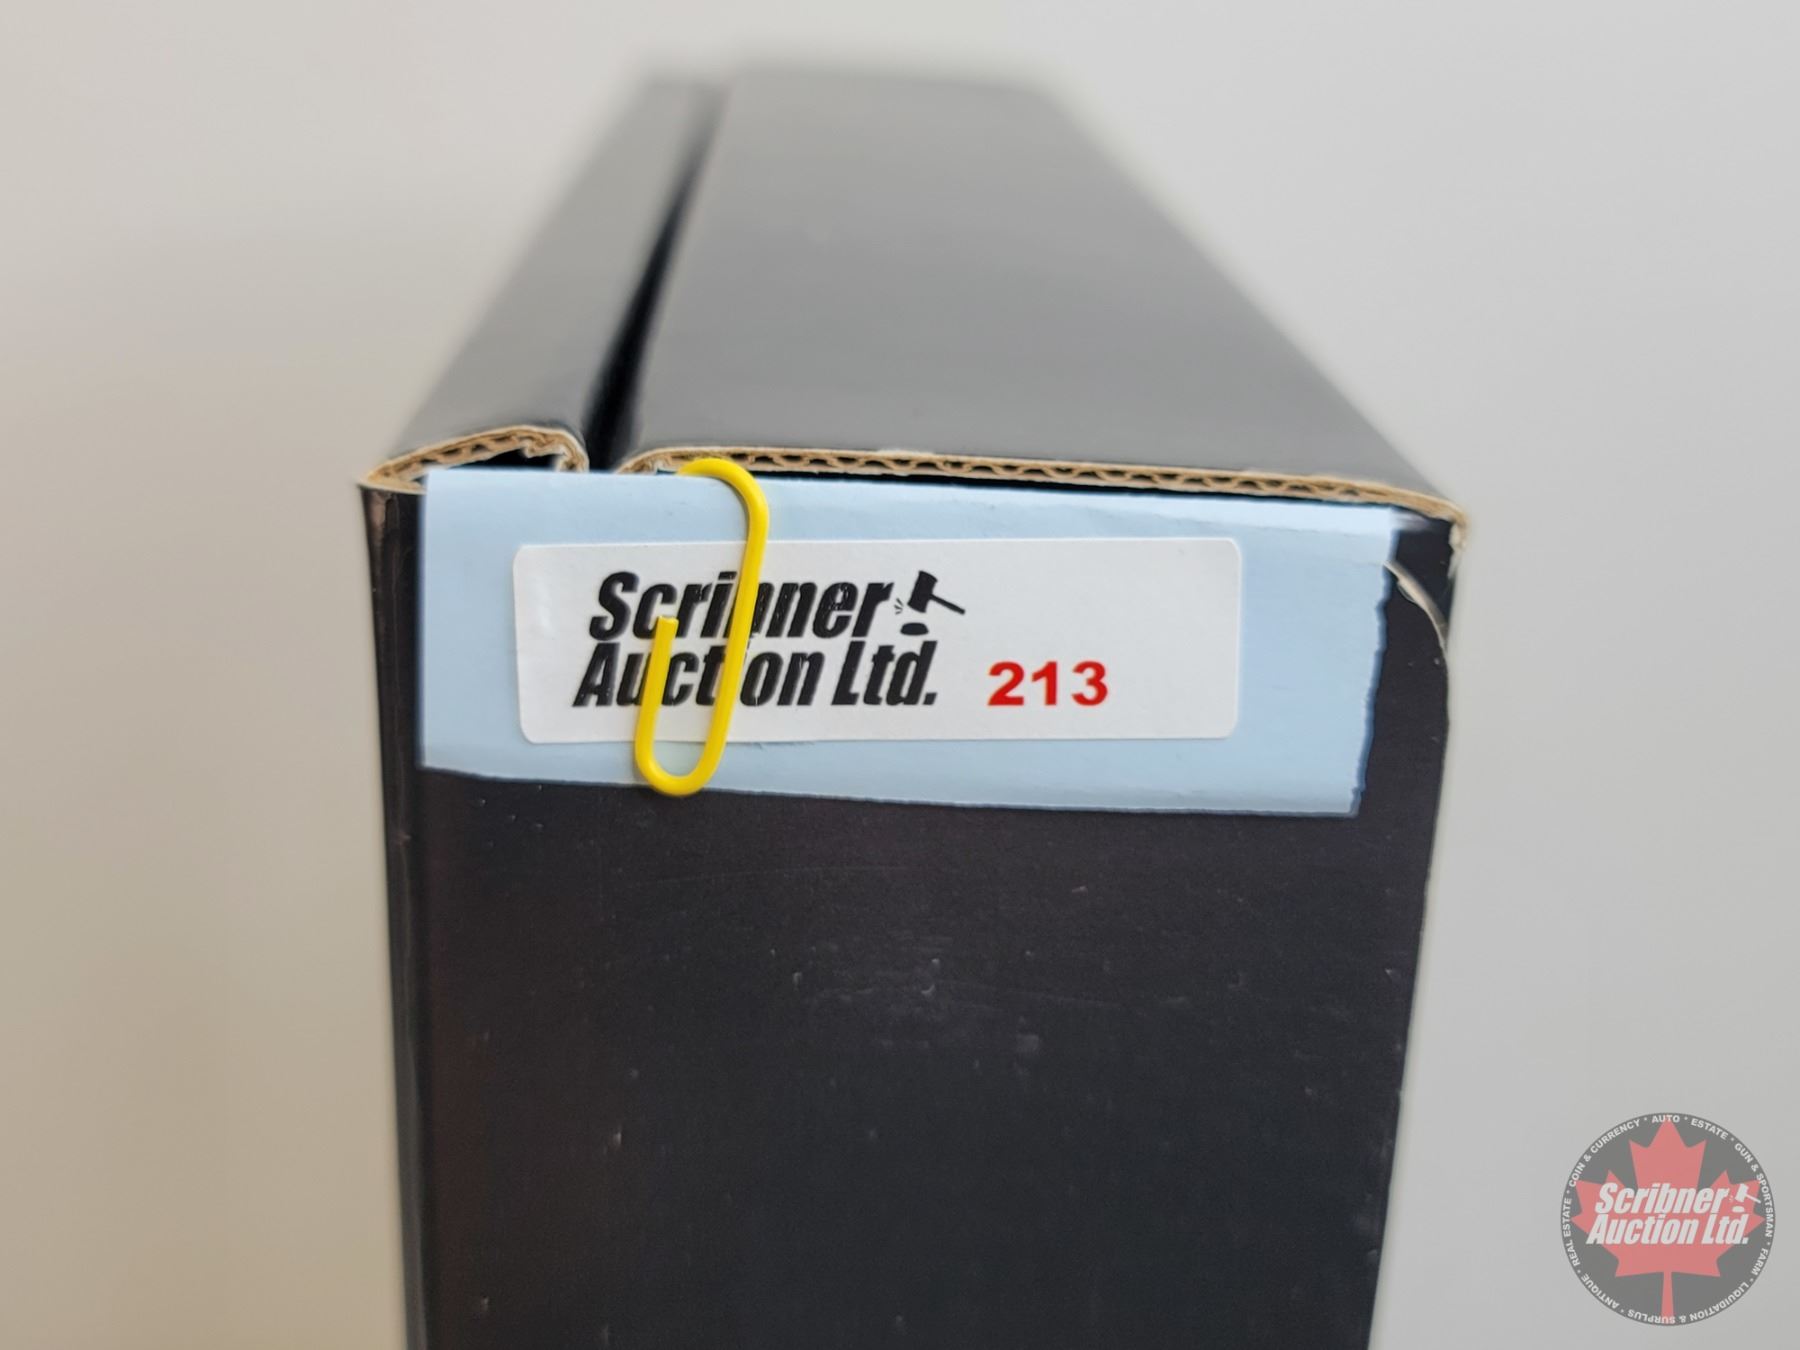 Scribner
Auction Ltd. 213
COIN & CURRENCY • AUTO • ESTATE • GUN & SPORTSMAN • FARM • LIQUIDATION & SURPLUS • ANTIQUE • REAL ESTATE •
Scribner
Auction Ltd.